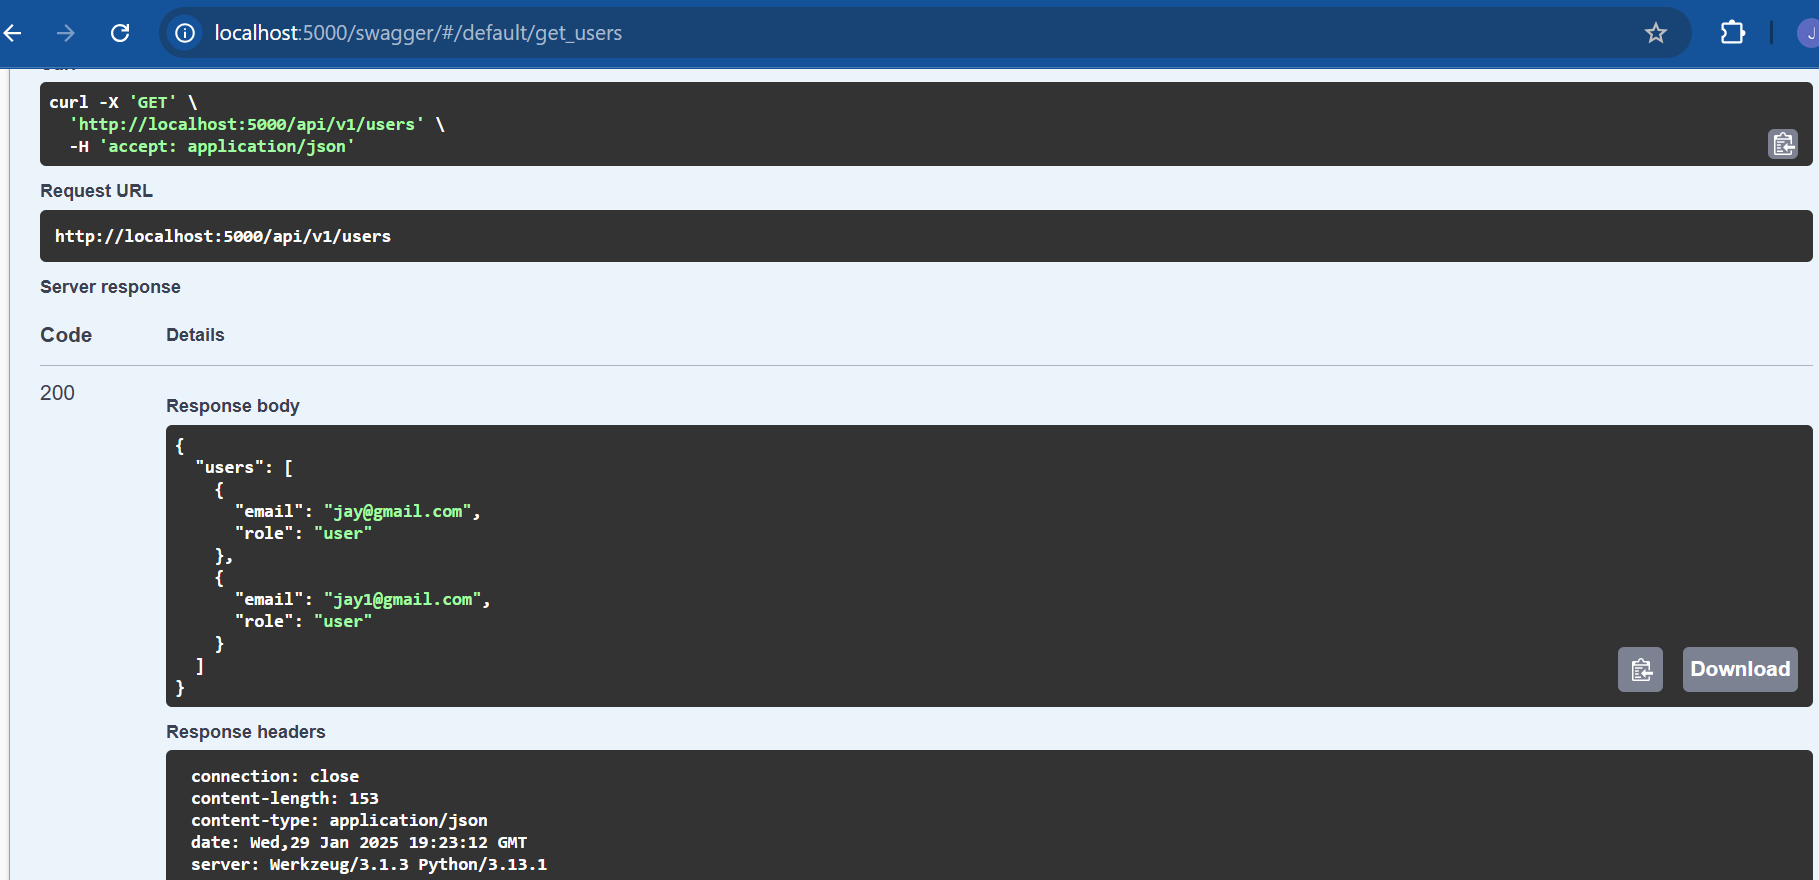 localhost:5000/swagger/#/default/get_users
J
curl -X 'GET' \
'http://localhost:5000/api/v1/users' \
-H 'accept: application/json'
Request URL
http://localhost:5000/api/v1/users
Server response
Code Details
200
Response body
{
"users": [
{
"email": "jay@gmail.com",
"role": "user"
},
{
"email": "jay1@gmail.com",
"role": "user"
}
]
}
Download
Response headers
connection: close
content-length: 153
content-type: application/json
date: Wed,29 Jan 2025 19:23:12 GMT
server: Werkzeug/3.1.3 Python/3.13.1